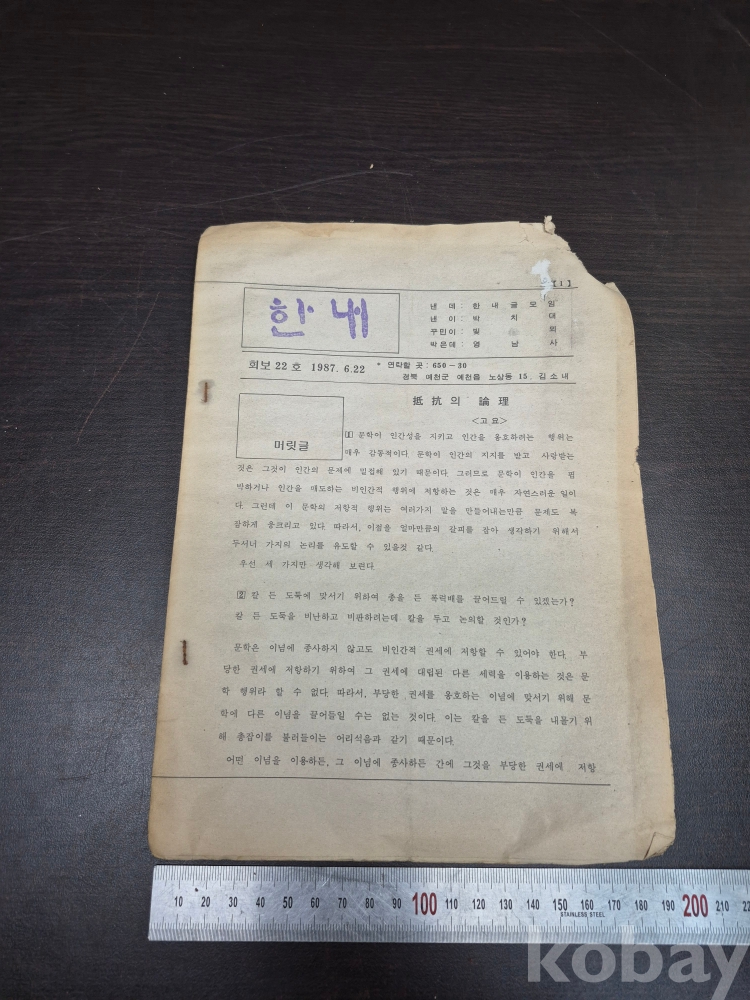 [1]
한내
낸 데 : 한 내 글 모 임
낸 이 : 박 치 대
꾸민이 : 빛 외
박은데 : 영 남 사
회보 22 호 1987. 6.22 * 연락할 곳 : 650 - 30
경북 예천군 예천읍 노상동 15 김소내
抵抗의 論理
<고요>
머릿글
[1] 문학이 인간성을 지키고 인간을 옹호하려는 행위는
매우 감동적이다. 문학이 인간의 지지를 받고 사랑받는
것은 그것이 인간의 문제에 밀접해 있기 때문이다. 그러므로 문학이 인간을 핍
박하거나 인간을 매도하는 비인간적 행위에 저항하는 것은 매우 자연스러운 일이
다. 그런데 이 문학의 저항적 행위는 여러가지 말을 만들어내는만큼 문제도 복
잡하게 웅크리고 있다. 따라서, 이점을 얼마만큼의 갈피를 잡아 생각하기 위해서
두서너 가지의 논리를 유도할 수 있을것 같다.
우선 세 가지만 생각해 보련다.
[2] 칼 든 도둑에 맞서기 위하여 총을 든 폭력배를 끌어드릴 수 있겠는가?
칼 든 도둑을 비난하고 비판하려는데 칼을 두고 논의할 것인가?
문학은 이념에 종사하지 않고도 비인간적 권세에 저항할 수 있어야 한다. 부
당한 권세에 저항하기 위하여 그 권세에 대립된 다른 세력을 이용하는 것은 문
학 행위라 할 수 없다. 따라서, 부당한 권세를 옹호하는 이념에 맞서기 위해 문
학에 다른 이념을 끌어들일 수는 없는 것이다. 이는 칼을 든 도둑을 내몰기 위
해 총잡이를 불러들이는 어리석음과 같기 때문이다.
어떤 이념을 이용하든, 그 이념에 종사하든 간에 그것을 부당한 권세에 저항
10 20 30 40 50 60 70 80 90 100 110 120 130 140 150 160 170 180 190 200 210 22
STAINLESS STEEL
kobay